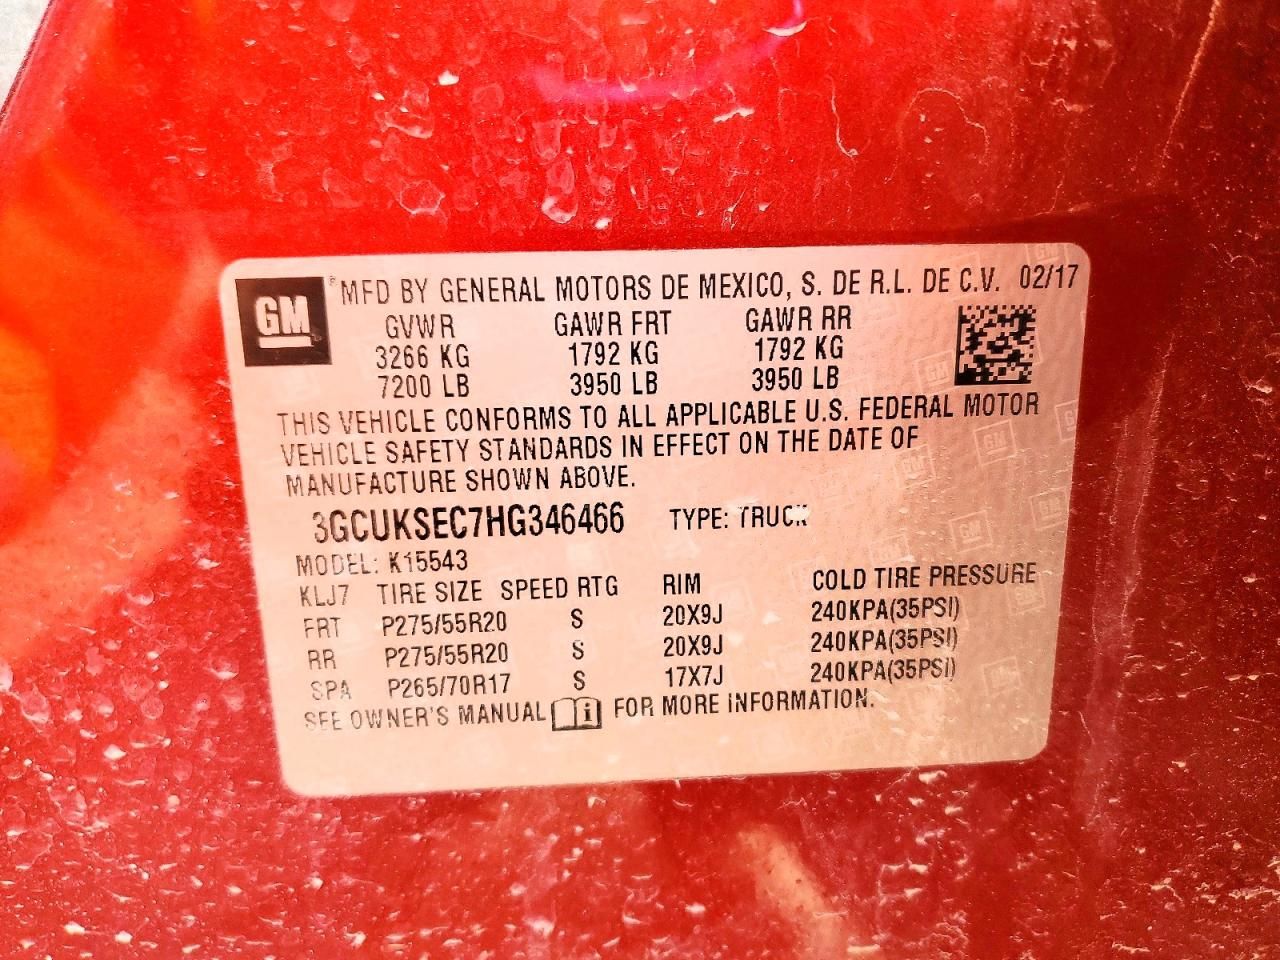 GM MFD BY GENERAL MOTORS DE MEXICO, S. DE R.L. DE C.V. 02/17
GVWR GAWR FRT GAWR RR
3266 KG 1792 KG 1792 KG
7200 LB 3950 LB 3950 LB
THIS VEHICLE CONFORMS TO ALL APPLICABLE U.S. FEDERAL MOTOR
VEHICLE SAFETY STANDARDS IN EFFECT ON THE DATE OF
MANUFACTURE SHOWN ABOVE.
3GCUKSEC7HG346466 TYPE: TRUCK
MODEL: K15543
KLJ7 TIRE SIZE SPEED RTG RIM COLD TIRE PRESSURE
FRT P275/55R20 S 20X9J 240KPA(35PSI)
RR P275/55R20 S 20X9J 240KPA(35PSI)
SPA P265/70R17 S 17X7J 240KPA(35PSI)
SEE OWNER'S MANUAL FOR MORE INFORMATION.